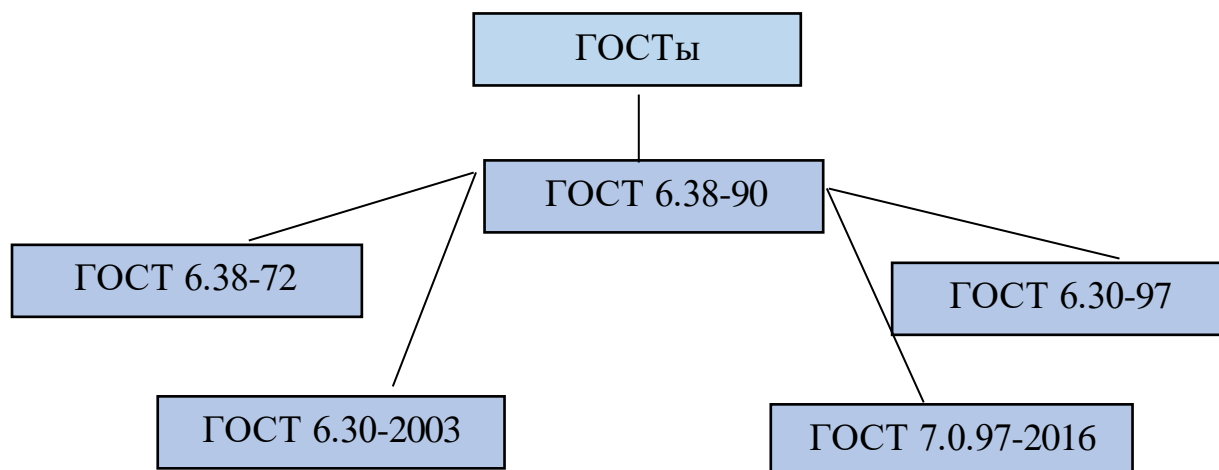 ГОСТы
ГОСТ 6.38-90
ГОСТ 6.38-72
ГОСТ 6.30-97
ГОСТ 6.30-2003
ГОСТ 7.0.97-2016